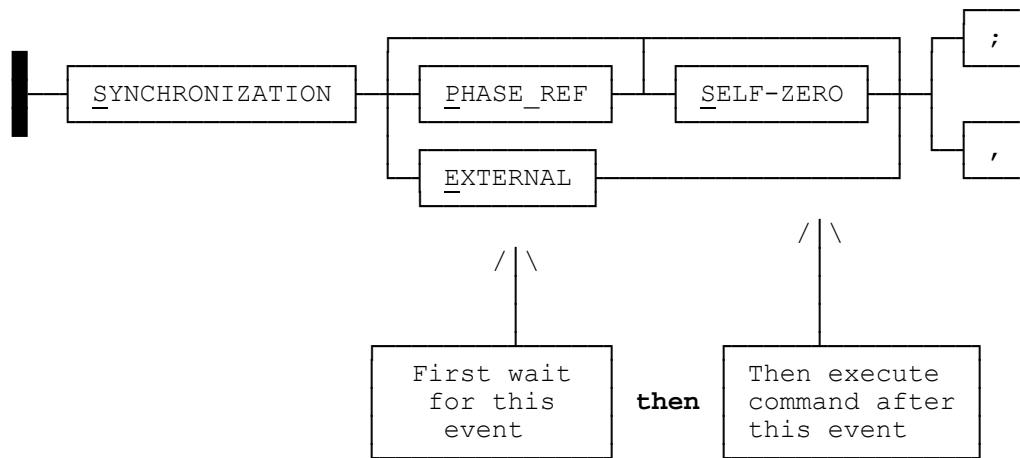 ;
SYNCHRONIZATION PHASE_REF SELF-ZERO
,
EXTERNAL
/ \ / \
First wait
for this
event
then
Then execute
command after
this event